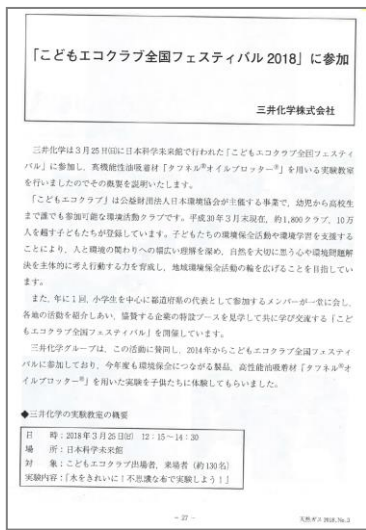 「こどもエコクラブ全国フェスティバル2018」に参加
三井化学株式会社
三井化学は3月25日㈰に日本科学未来館で行われた「こどもエコクラブ全国フェスティ
バル」に参加し、高機能性油吸着材「タフネル®オイルブロッター®」を用いる実験教室
を行いましたのでその概要を説明いたします。
「こどもエコクラブ」は公益財団法人日本環境協会が主催する事業で、幼児から高校生
まで誰でも参加可能な環境活動クラブです。平成30年3月末現在、約1,800クラブ、10万
人を越す子どもたちが登録しています。子どもたちの環境保全活動や環境学習を支援する
ことにより、人と環境の関わりへの幅広い理解を深め、自然を大切に思う心や環境問題解
決を主体的に考え行動する力を育成し、地域環境保全活動の輪を広げることを目指してい
ます。
また、年に1回、小学生を中心に都道府県の代表として参加するメンバーが一堂に会し、
各地の活動を紹介しあい、協賛する企業の特設ブースを見学して共に学び交流する「こど
もエコクラブ全国フェスティバル」を開催しています。
三井化学グループは、この活動に賛同し、2014年からこどもエコクラブ全国フェスティ
バルに参加しており、今年度も環境保全につながる製品、高性能油吸着材「タフネル®オ
イルブロッター®」を用いた実験を子供たちに体験してもらいました。
◆三井化学の実験教室の概要
日 時：2018年3月25日㈰ 12：15～14：30
場 所：日本科学未来館
対 象：こどもエコクラブ出場者、来場者（約130名）
実験内容：「水をきれいに！不思議な布で実験しよう！」
－27－
天然ガス 2018. No.3